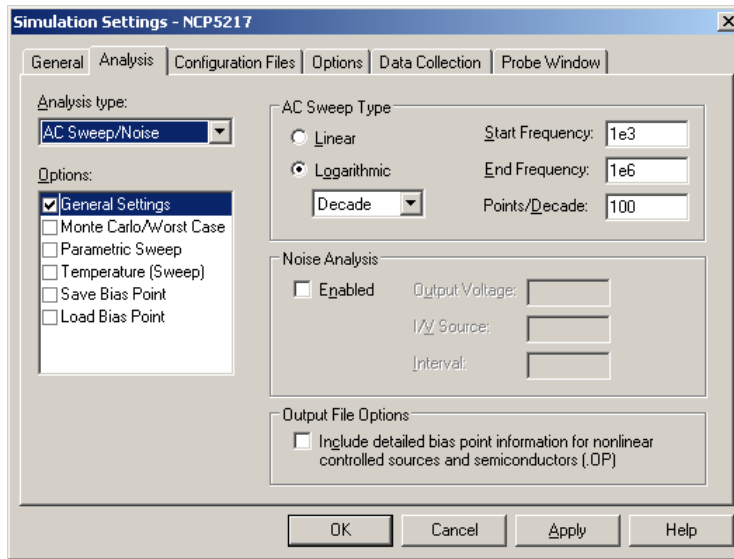 Simulation Settings - NCP5217
General Analysis Configuration Files Options Data Collection Probe Window
Analysis type:
AC Sweep/Noise
Options:
General Settings
Monte Carlo/Worst Case
Parametric Sweep
Temperature (Sweep)
Save Bias Point
Load Bias Point
AC Sweep Type
Linear
Logarithmic
Decade
Start Frequency: 1e3
End Frequency: 1e6
Points/Decade: 100
Noise Analysis
Enabled
Output Voltage:
I/V Source:
Interval:
Output File Options
Include detailed bias point information for nonlinear
controlled sources and semiconductors (.OP)
OK Cancel Apply Help